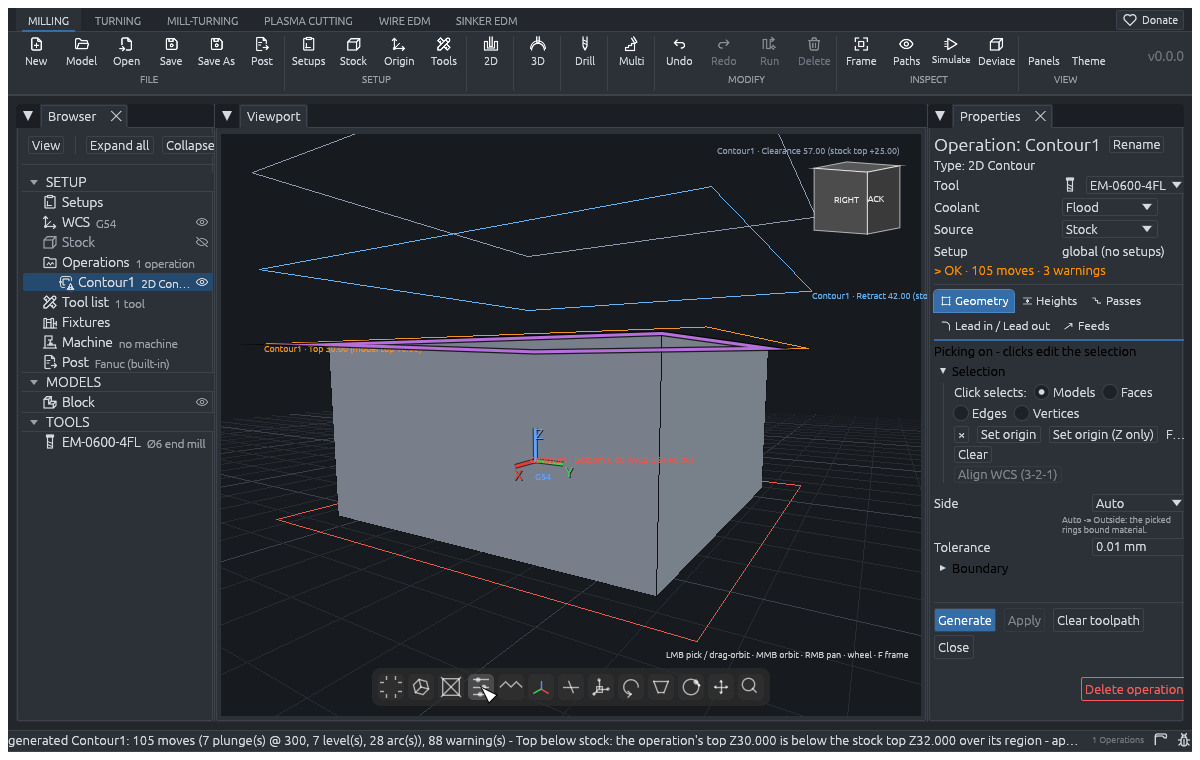 MILLING TURNING MILL-TURNING PLASMA CUTTING WIRE EDM SINKER EDM Donate
New Model Open Save Save As Post Setups Stock Origin Tools 2D 3D Drill Multi Undo Redo Run Delete Frame Paths Simulate Deviate Panels Theme v0.0.0
FILE SETUP MODIFY INSPECT VIEW
Browser
View Expand all Collapse
SETUP
Setups
WCS G54
Stock
Operations 1 operation
Contour1 2D Con...
Tool list 1 tool
Fixtures
Machine no machine
Post Fanuc (built-in)
MODELS
Block
TOOLS
EM-0600-4FL Ø6 end mill
Viewport
Contour1 · Clearance 57.00 (stock top +25.00)
RIGHT ACK
Contour1 · Retract 42.00 (sto
Contour1 · Top 30.00 (model top
Z
X Y
G54
LMB pick / drag-orbit · MMB orbit · RMB pan · wheel · F frame
Properties
Operation: Contour1 Rename
Type: 2D Contour
Tool EM-0600-4FL
Coolant Flood
Source Stock
Setup global (no setups)
> OK · 105 moves · 3 warnings
Geometry Heights Passes
Lead in / Lead out Feeds
Picking on - clicks edit the selection
Selection
Click selects: Models Faces
Edges Vertices
× Set origin Set origin (Z only) F...
Clear
Align WCS (3-2-1)
Side Auto
Auto -> Outside: the picked
rings bound material.
Tolerance 0.01 mm
Boundary
Generate Apply Clear toolpath
Close
Delete operation
generated Contour1: 105 moves (7 plunge(s) @ 300, 7 level(s), 28 arc(s)), 88 warning(s) - Top below stock: the operation's top Z30.000 is below the stock top Z32.000 over its region - ap... 1 Operations